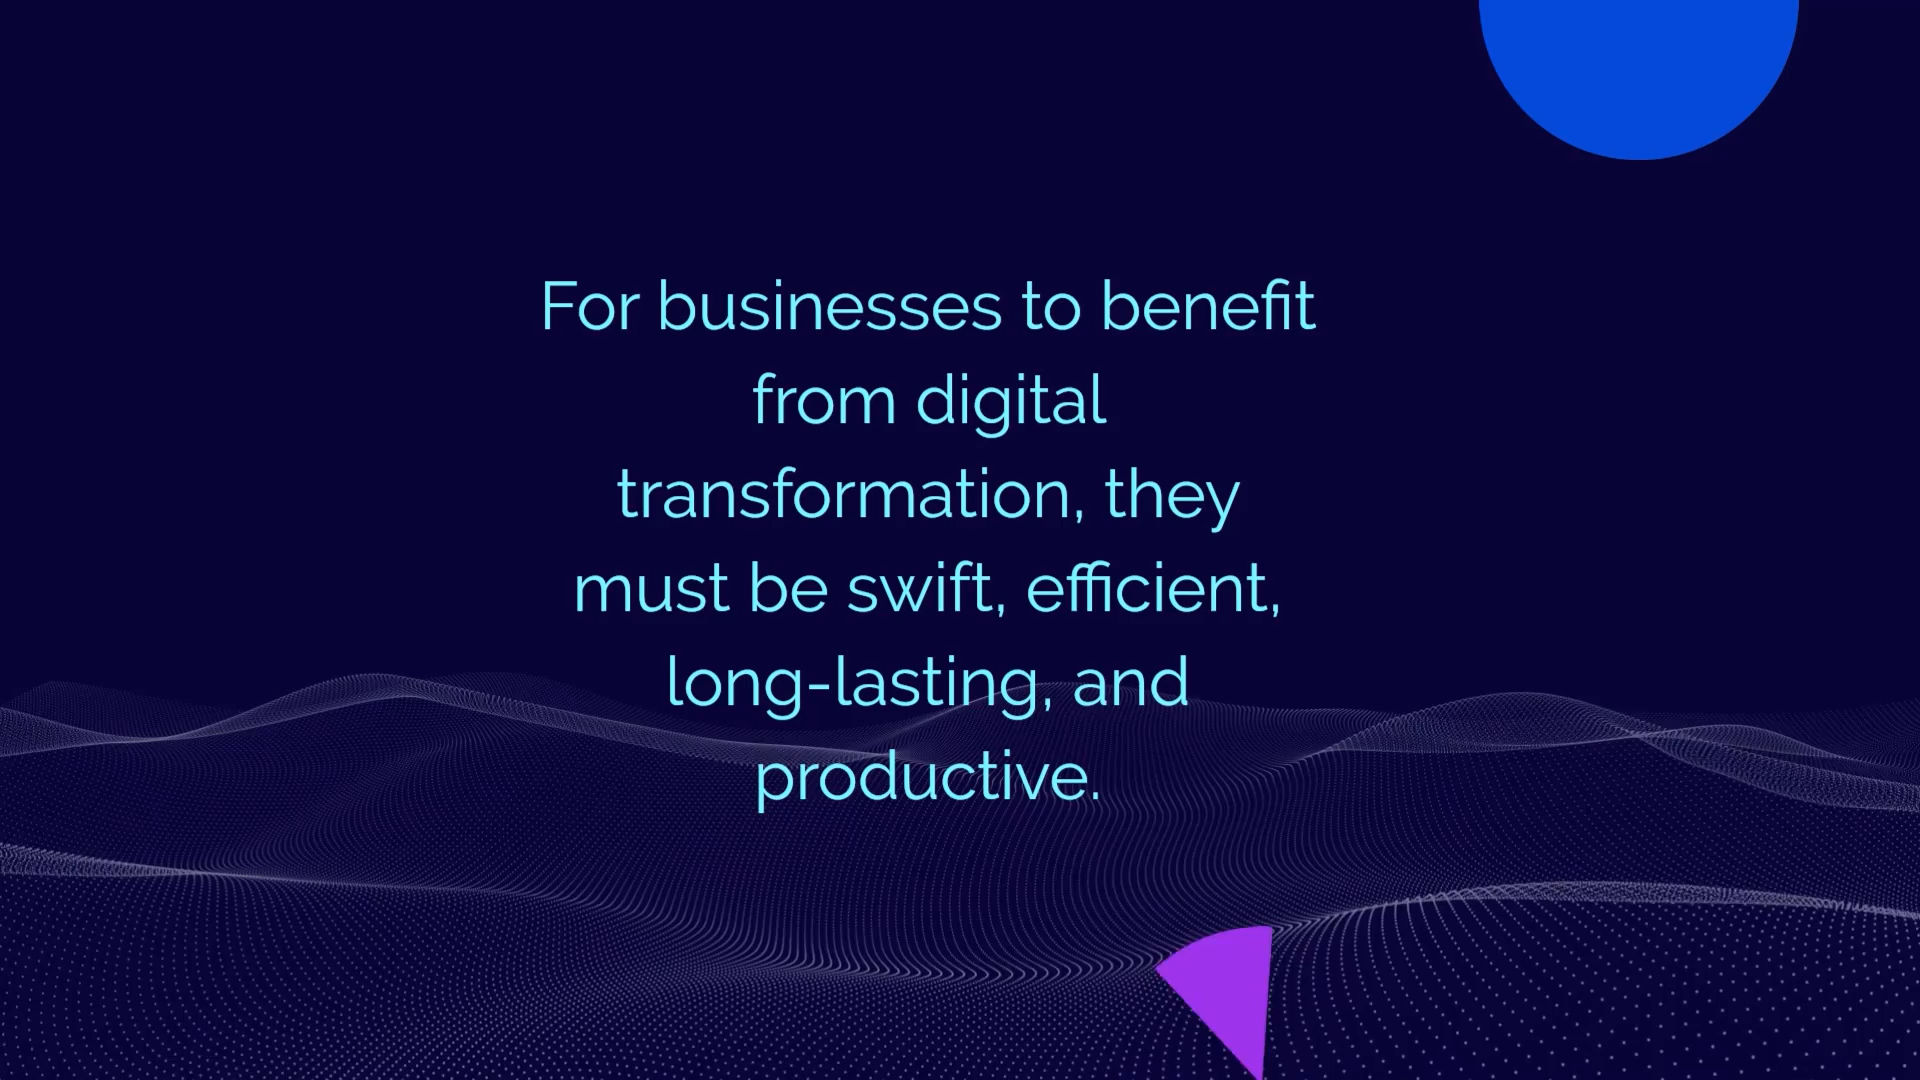 For businesses to benefit
from digital
transformation, they
must be swift, efficient,
long-lasting, and
productive.